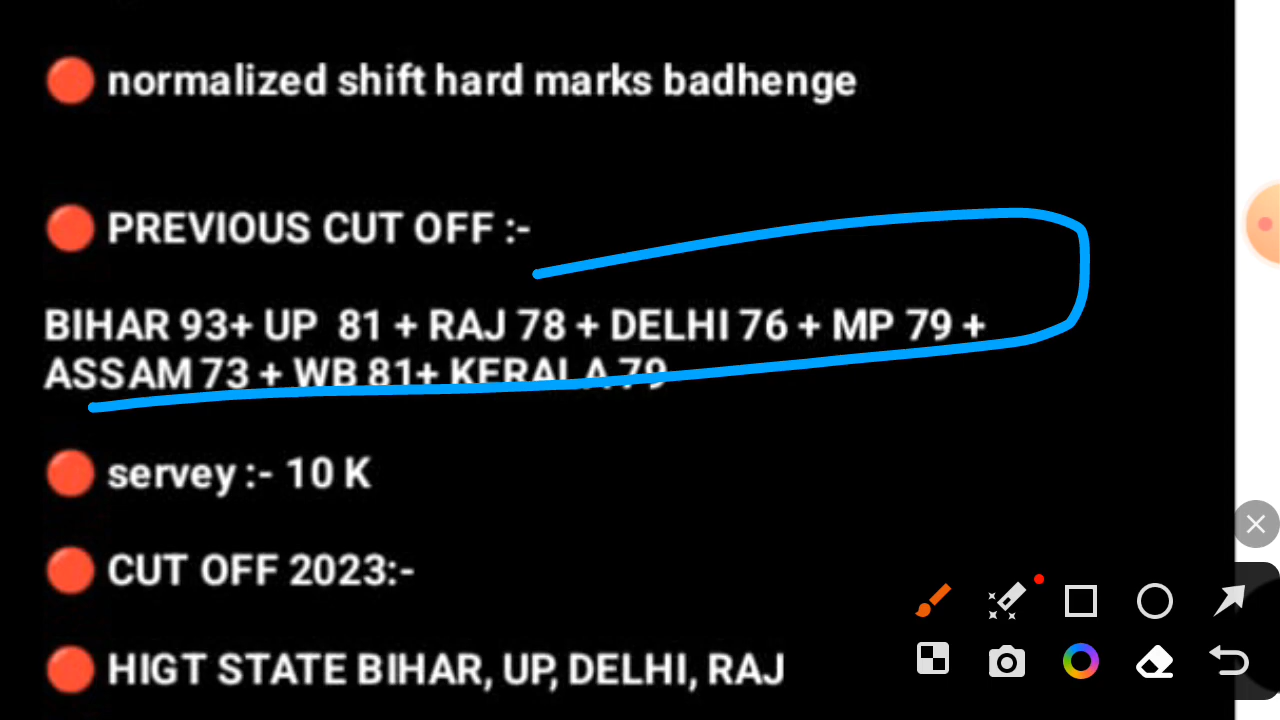 normalized shift hard marks badhenge
PREVIOUS CUT OFF :-
BIHAR 93+ UP 81 + RAJ 78 + DELHI 76 + MP 79 +
ASSAM 73 + WB 81+ KERALA 79
servey :- 10 K
CUT OFF 2023:-
HIGT STATE BIHAR, UP, DELHI, RAJ